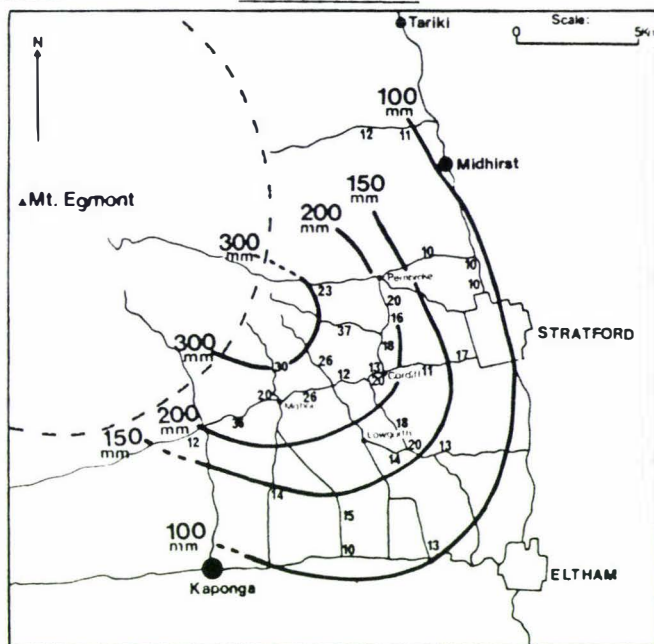 Tariki
Scale:
N
0 5Km
100
mm
12 11
Midhirst
Mt. Egmont
150
mm
200
mm
300
mm
10
10
23
Pembroke
10
20
16
37
STRATFORD
18
300
mm
30
26
12
13
Cardiff
11
17
20
20
26
200
mm
36
Mahoe
12
18
150
mm
Lowgarth
20
13
14
14
15
100
mm
10
13
Kaponga
ELTHAM